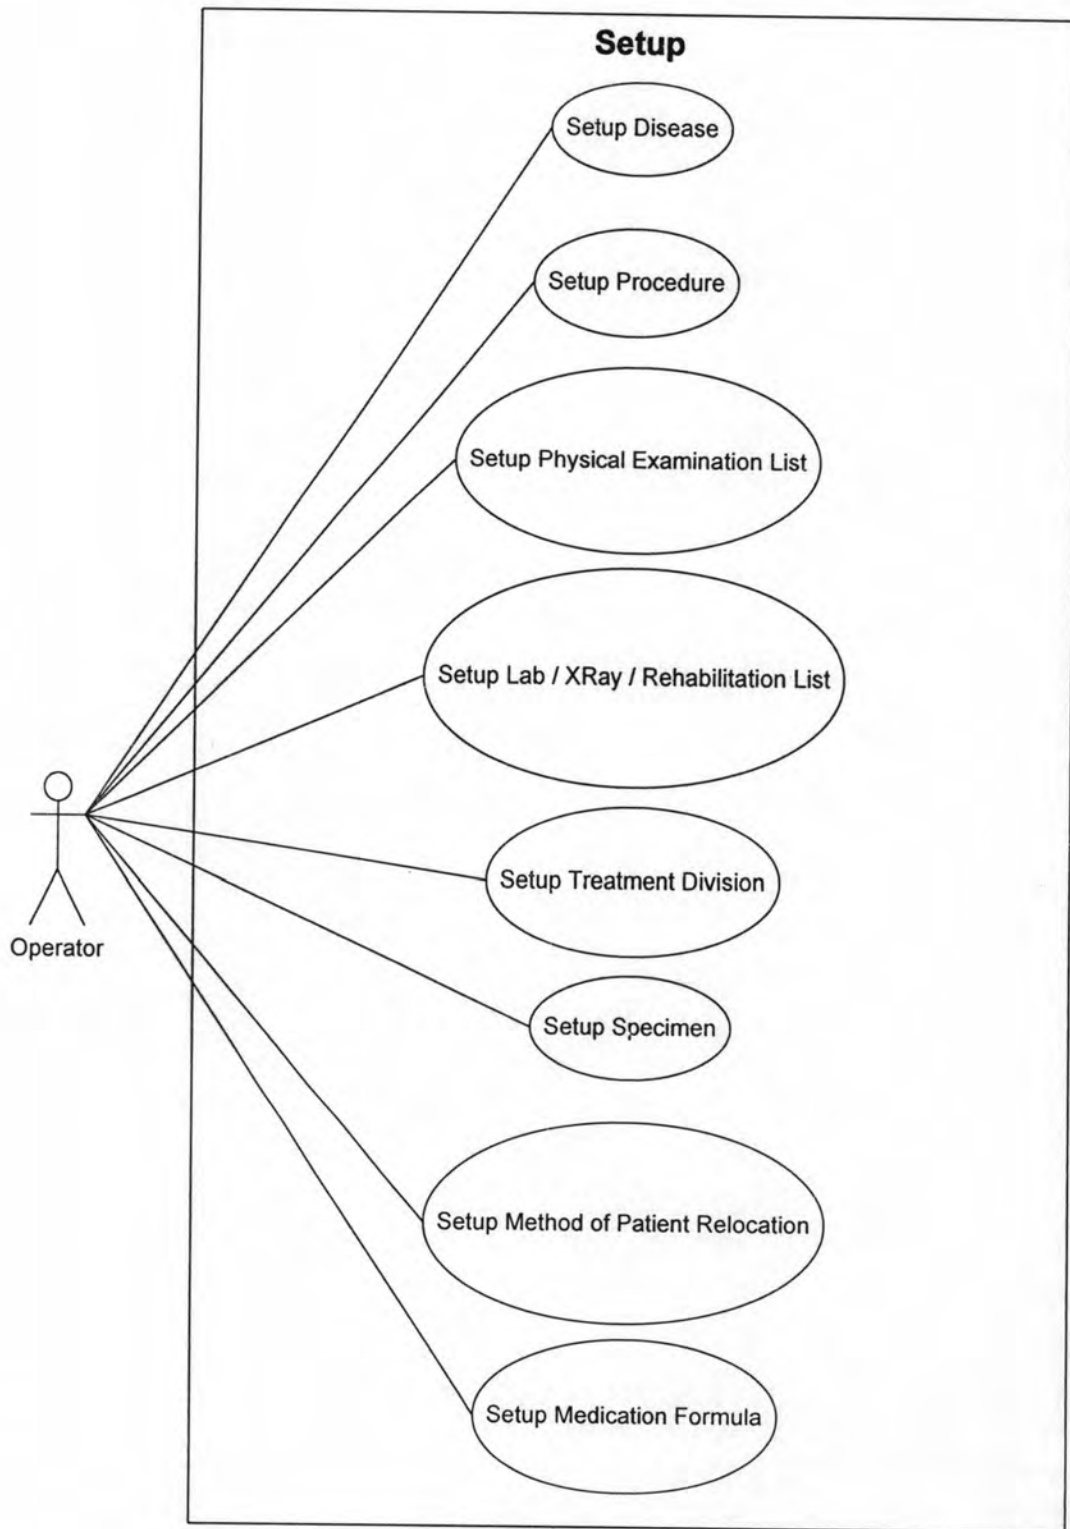 Setup
Setup Disease
Setup Procedure
Setup Physical Examination List
Setup Lab / XRay / Rehabilitation List
Setup Treatment Division
Operator
Setup Specimen
Setup Method of Patient Relocation
Setup Medication Formula